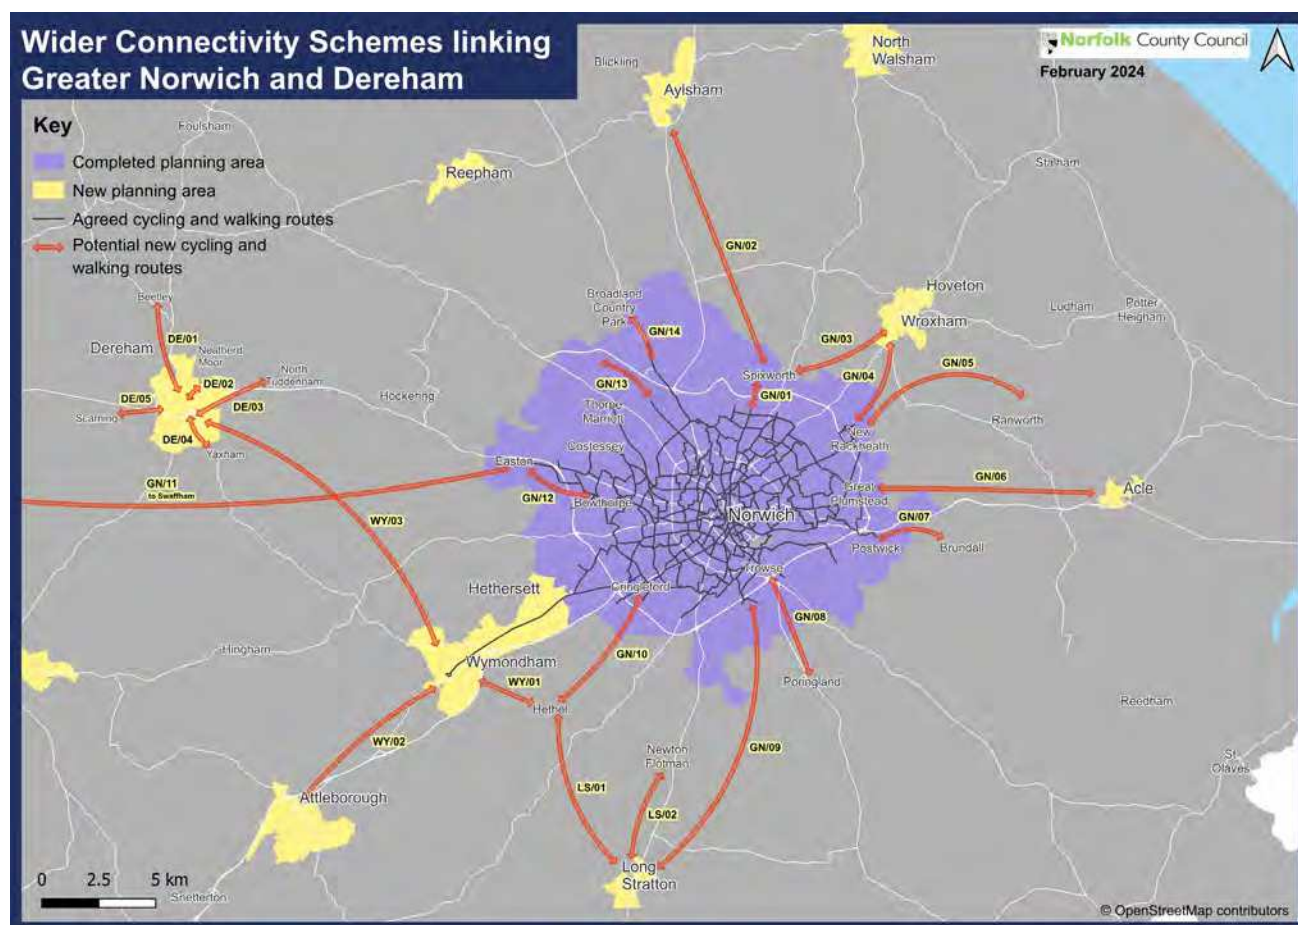 Wider Connectivity Schemes linking
Greater Norwich and Dereham
Norfolk County Council
February 2024
Key
Completed planning area
New planning area
Agreed cycling and walking routes
Potential new cycling and
walking routes
Blickling
Aylsham
North
Walsham
Foulsham
Reepham
Stalham
GN/02
Beetley
Broadland
Country
Park
GN/14
Hoveton
Wroxham
Ludham
Potter
Heigham
DE/01
Dereham
Neatherd
Moor
North
Tuddenham
DE/02
DE/03
DE/05
Scarning
DE/04
Yaxham
Hockering
GN/03
GN/05
GN/04
Spixworth
GN/01
GN/13
Thorpe
Marriott
Costessey
New
Rackheath
Ranworth
Easton
GN/11
to Swaffham
GN/12
Bowthorpe
Norwich
Great
Plumstead
GN/06
Acle
GN/07
Postwick
Brundall
WY/03
Hethersett
Cringleford
Trowse
GN/08
Hingham
Wymondham
GN/10
WY/01
Hethel
Poringland
Reedham
WY/02
Newton
Flotman
GN/09
St.
Olaves
Attleborough
LS/01
LS/02
Long
Stratton
0 2.5 5 km
Snetterton
© OpenStreetMap contributors